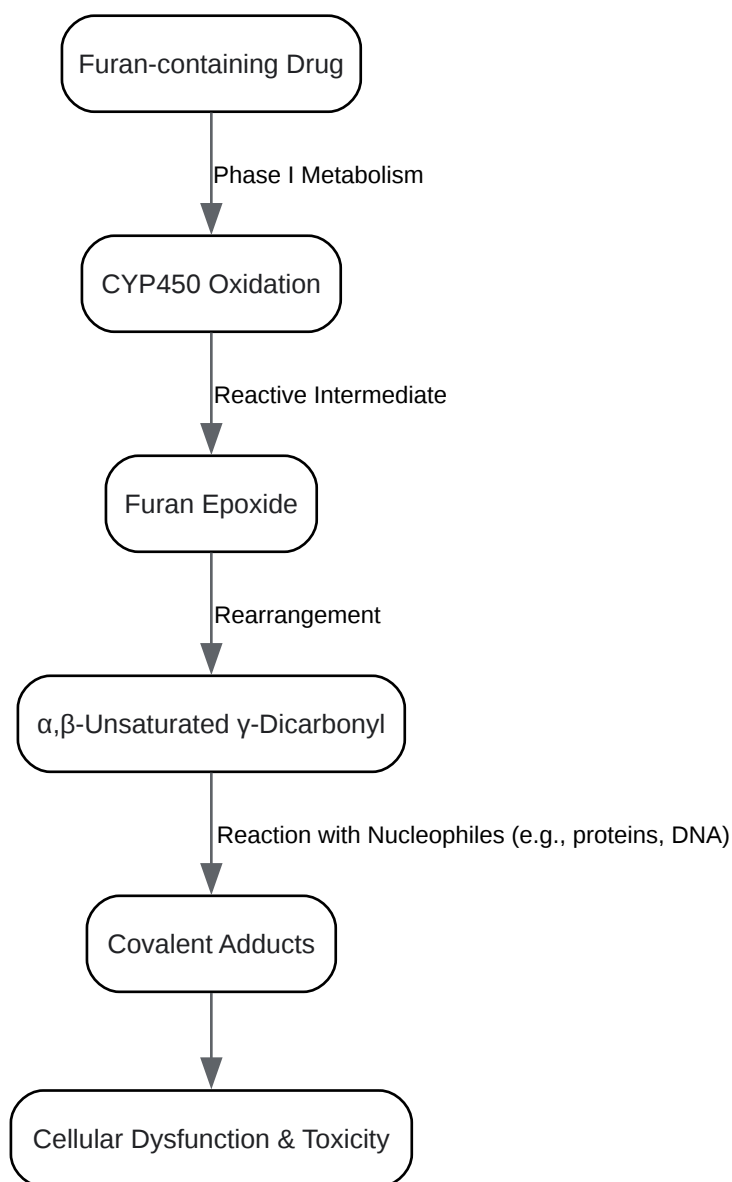 Furan-containing Drug
Phase I Metabolism
CYP450 Oxidation
Reactive Intermediate
Furan Epoxide
Rearrangement
α,β-Unsaturated γ-Dicarbonyl
Reaction with Nucleophiles (e.g., proteins, DNA)
Covalent Adducts
Cellular Dysfunction & Toxicity